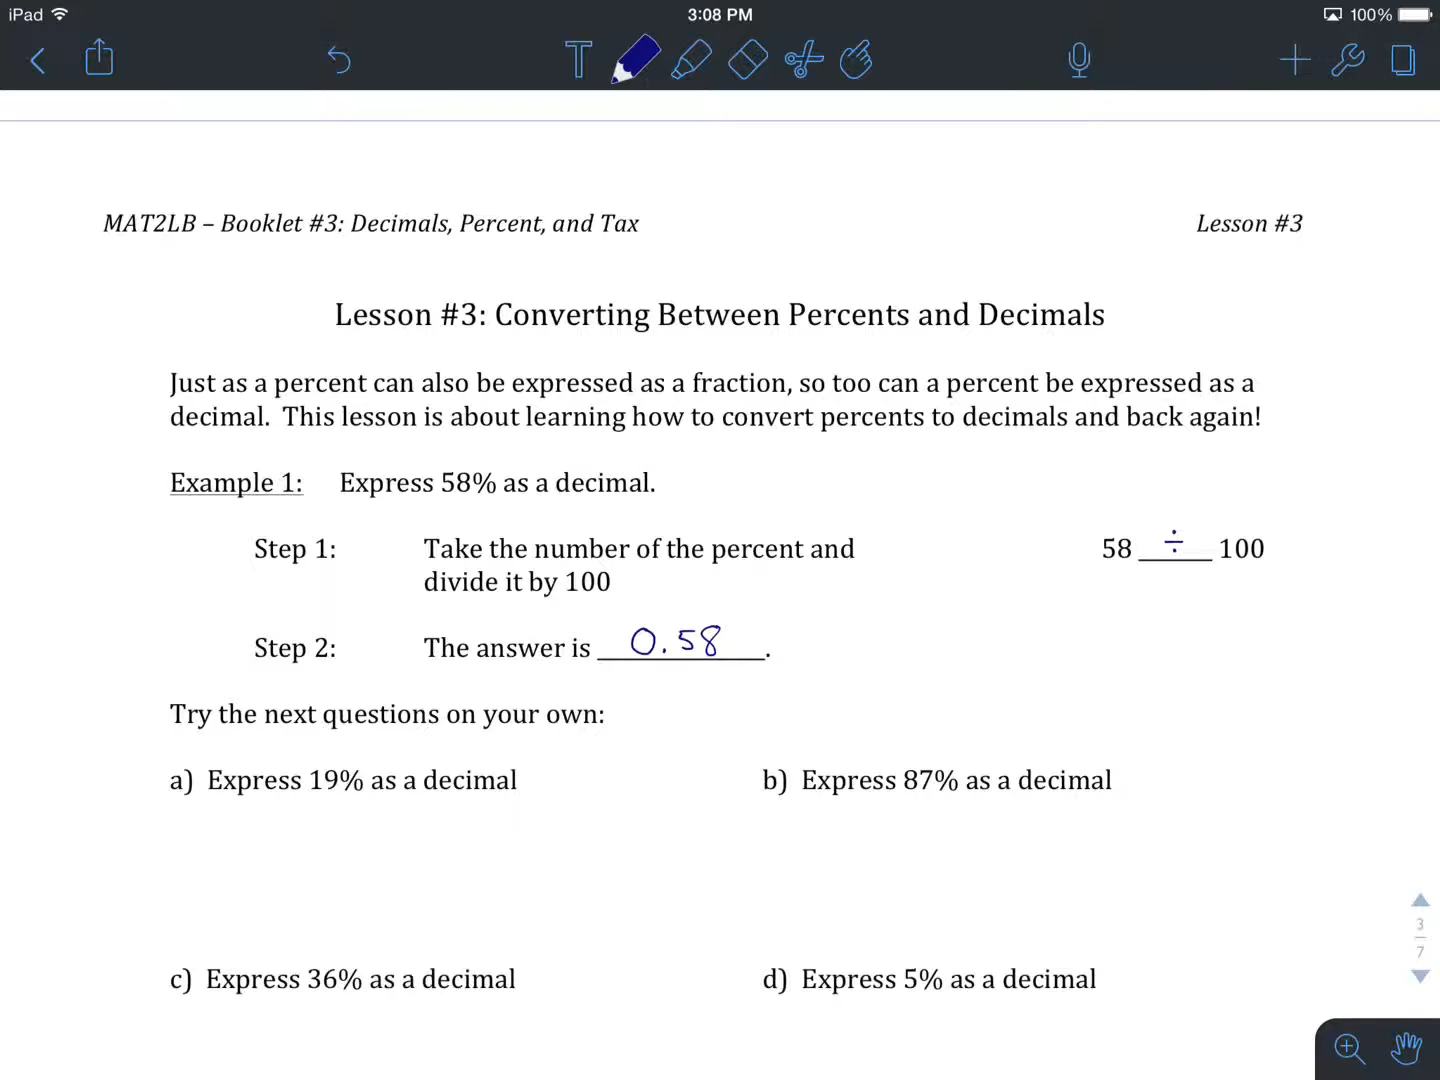 iPad 3:08 PM 100%
T
MAT2LB – Booklet #3: Decimals, Percent, and Tax Lesson #3
Lesson #3: Converting Between Percents and Decimals
Just as a percent can also be expressed as a fraction, so too can a percent be expressed as a
decimal. This lesson is about learning how to convert percents to decimals and back again!
Example 1: Express 58% as a decimal.
Step 1: Take the number of the percent and 58 ÷ 100
divide it by 100
Step 2: The answer is 0.58.
Try the next questions on your own:
a) Express 19% as a decimal b) Express 87% as a decimal
3
7
c) Express 36% as a decimal d) Express 5% as a decimal